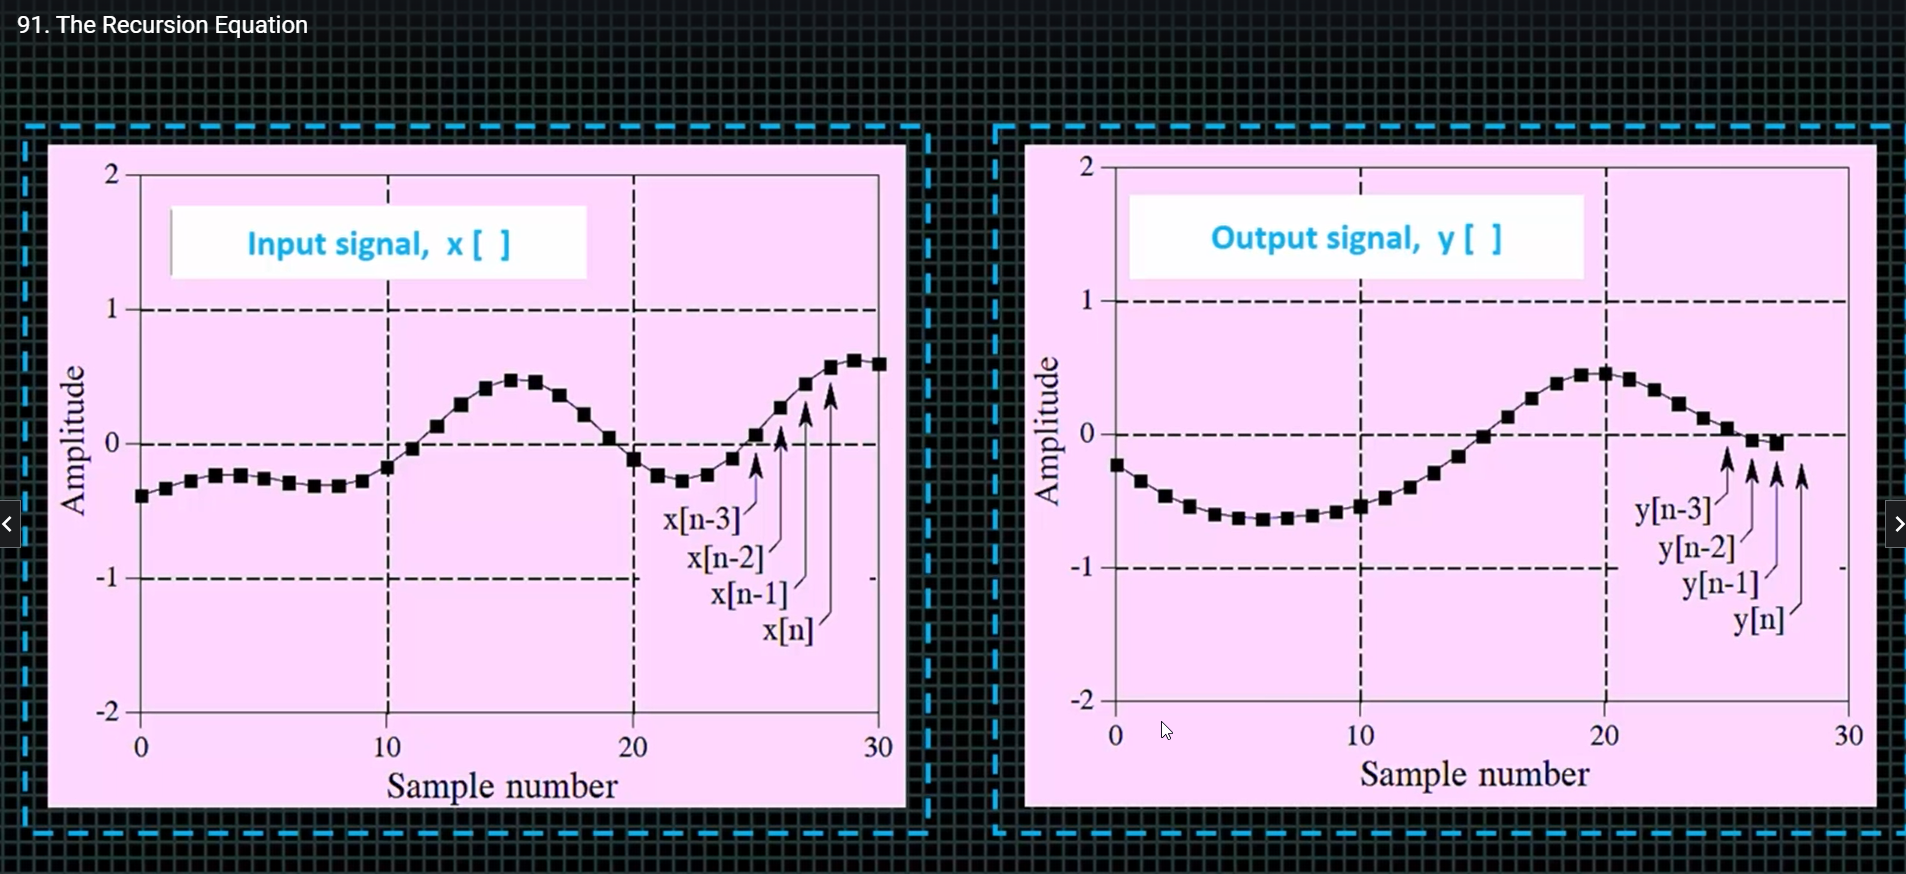 91. The Recursion Equation
Input signal, x [ ]
2
1
0
-1
-2
Amplitude
x[n-3]
x[n-2]
x[n-1]
x[n]
0 10 20 30
Sample number
Output signal, y [ ]
2
1
0
-1
-2
Amplitude
y[n-3]
y[n-2]
y[n-1]
y[n]
0 10 20 30
Sample number